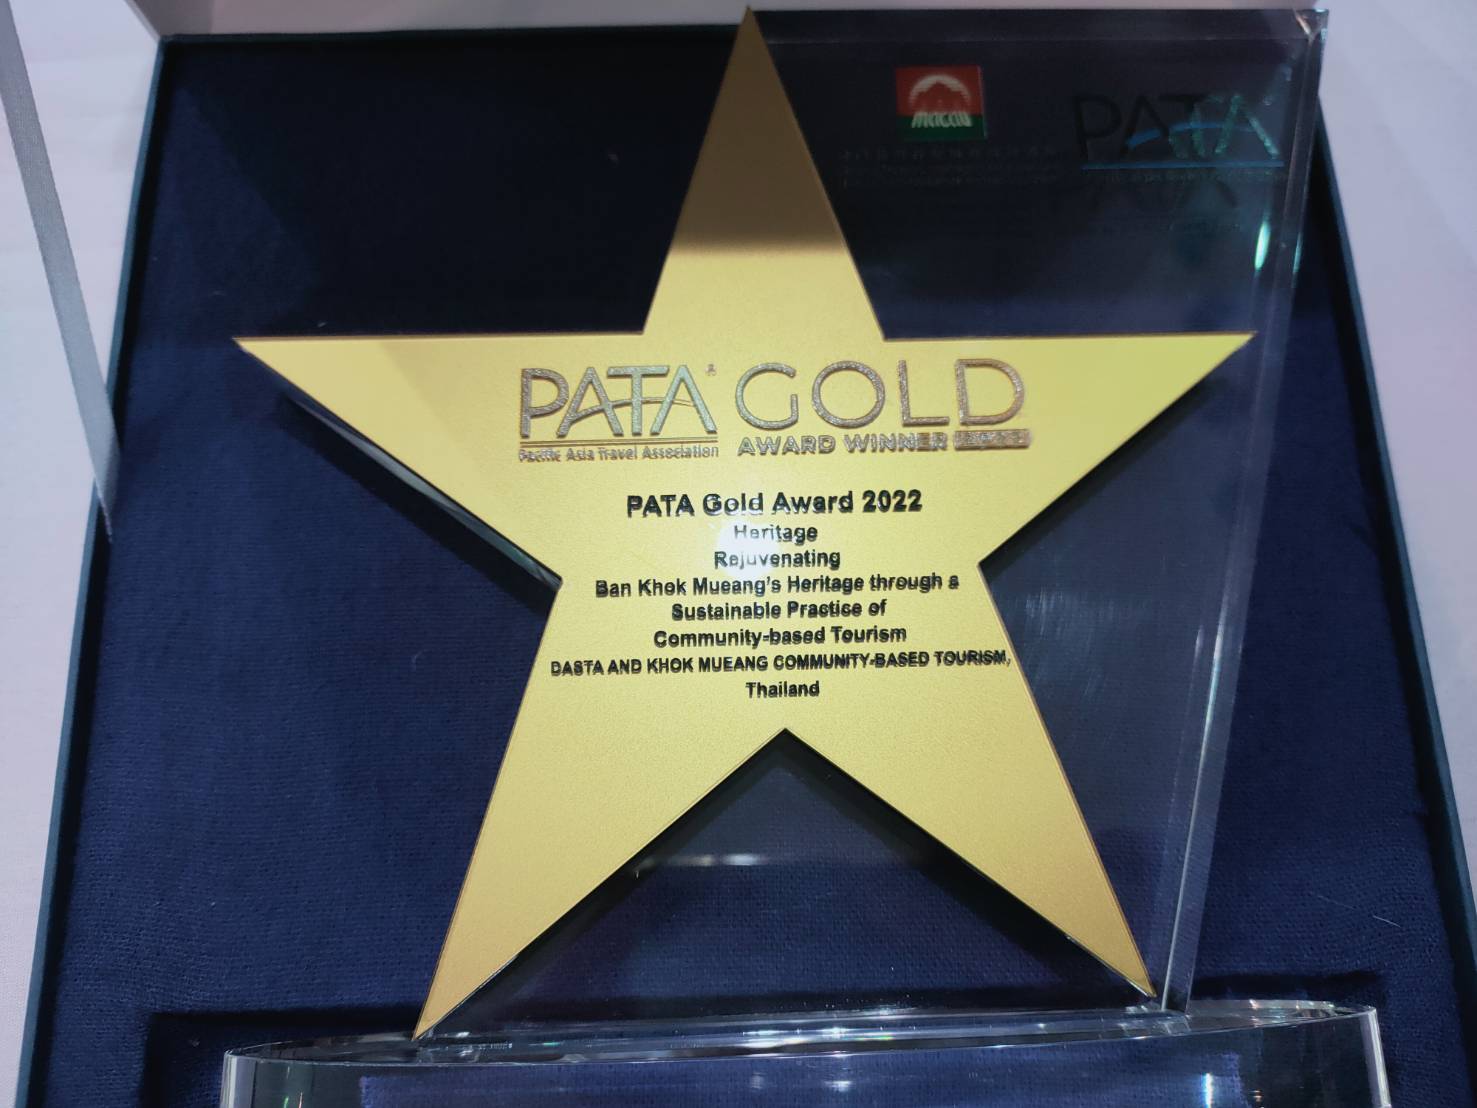 PATA
PATA GOLD
Pacific Asia Travel Association AWARD WINNER
PATA Gold Award 2022
Heritage
Rejuvenating
Ban Khok Mueang's Heritage through a
Sustainable Practice of
Community-based Tourism
DASTA AND KHOK MUEANG COMMUNITY-BASED TOURISM,
Thailand